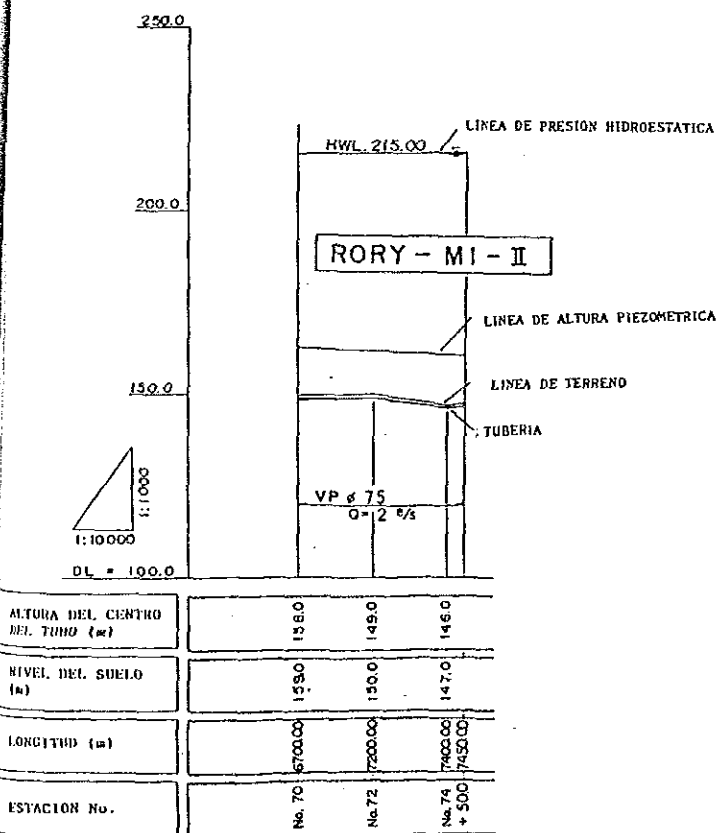 250.0
LINEA DE PRESION HIDROESTATICA
HWL. 215.00
200.0
RORY - MI - II
LINEA DE ALTURA PIEZOMETRICA
150.0
LINEA DE TERRENO
TUBERIA
VP ø 75
Q= 2 ℓ/s
1:1000
1:10000
DL = 100.0
ALTURA DEL CENTRO
DEL TUBO (m)
158.0
149.0
146.0
NIVEL DEL SUELO
(m)
159.0
150.0
147.0
LONGITUD (m)
6700.00
7200.00
7400.00
7450.00
ESTACION No.
No. 70
No. 72
No. 74
+ 50.0